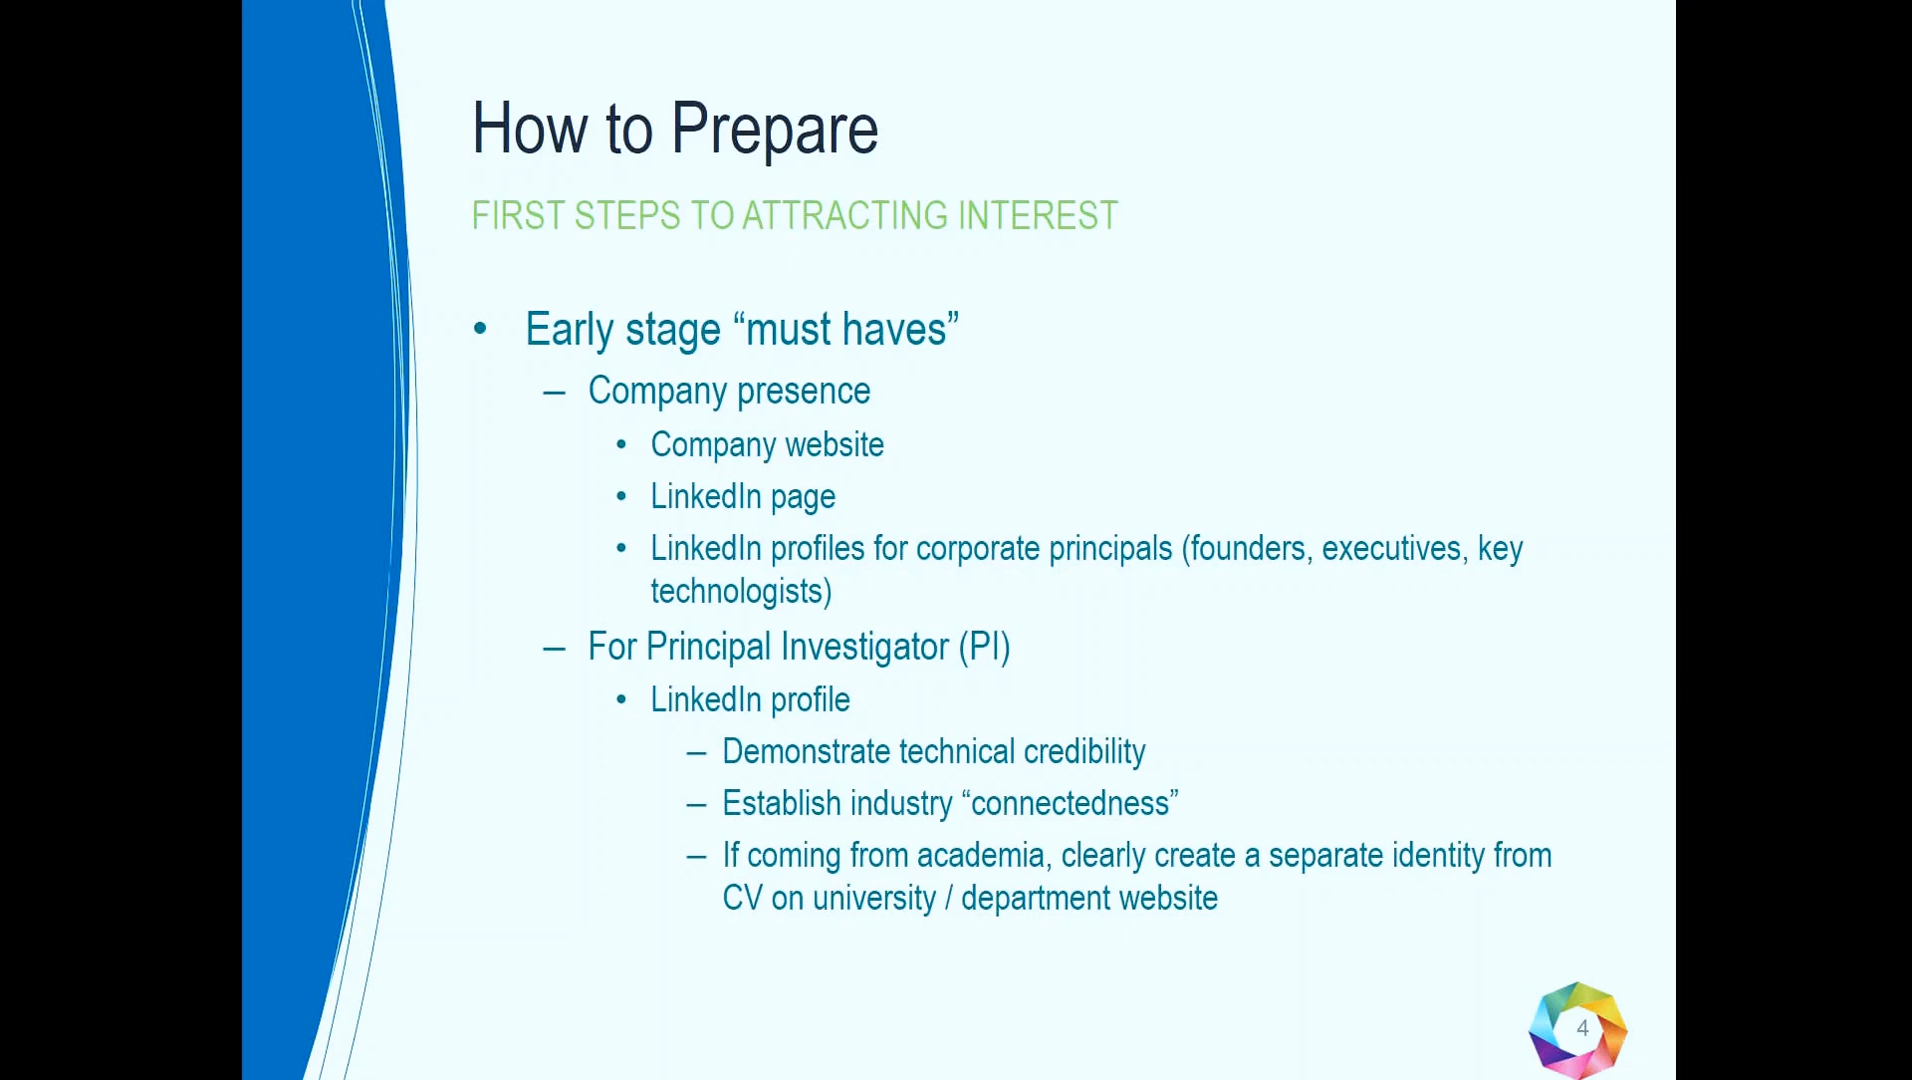 How to Prepare
FIRST STEPS TO ATTRACTING INTEREST
• Early stage “must haves”
– Company presence
• Company website
• LinkedIn page
• LinkedIn profiles for corporate principals (founders, executives, key
technologists)
– For Principal Investigator (PI)
• LinkedIn profile
– Demonstrate technical credibility
– Establish industry “connectedness”
– If coming from academia, clearly create a separate identity from
CV on university / department website
4